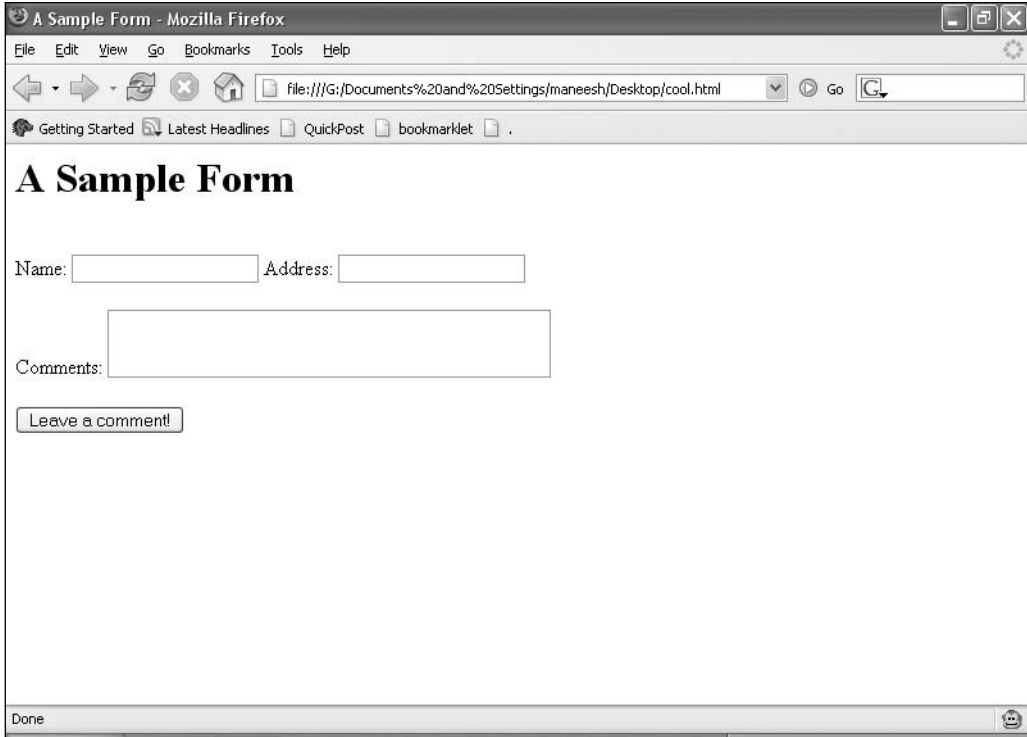 A Sample Form - Mozilla Firefox
File Edit View Go Bookmarks Tools Help
file:///G:/Documents%20and%20Settings/maneesh/Desktop/cool.html Go G
Getting Started Latest Headlines QuickPost bookmarklet .
A Sample Form
Name: Address:
Comments:
Leave a comment!
Done